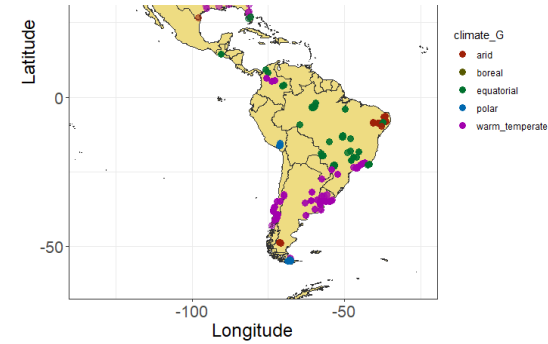 Latitude
0
-50
-100
-50
Longitude
climate_G
arid
boreal
equatorial
polar
warm_temperate